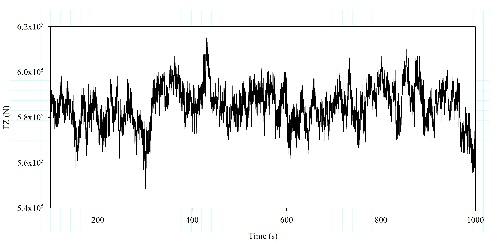 6.2x10⁵
6.0x10⁵
5.8x10⁵
5.6x10⁵
5.4x10⁵
TZ (N)
200 400 600 800 1000
Time (s)